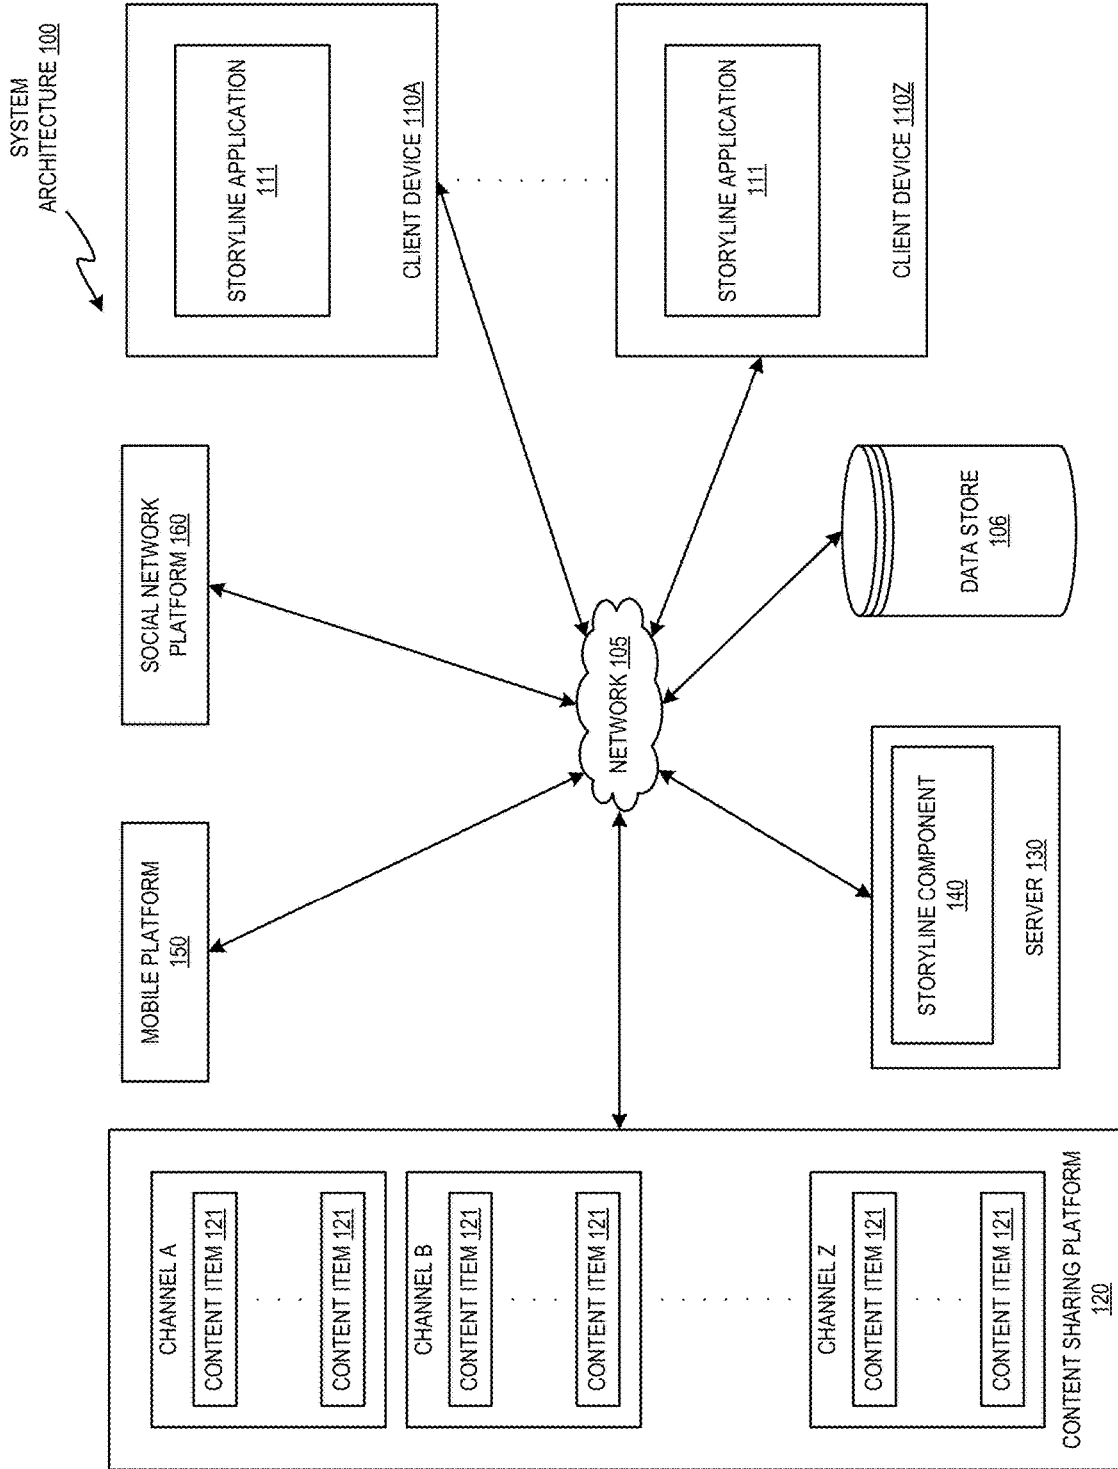 SYSTEM
ARCHITECTURE 100
CHANNEL A
CONTENT ITEM 121
CONTENT ITEM 121
CHANNEL B
CONTENT ITEM 121
CONTENT ITEM 121
CHANNEL Z
CONTENT ITEM 121
CONTENT ITEM 121
CONTENT SHARING PLATFORM
120
MOBILE PLATFORM
150
SOCIAL NETWORK
PLATFORM 160
STORYLINE APPLICATION
111
CLIENT DEVICE 110A
NETWORK 105
STORYLINE APPLICATION
111
CLIENT DEVICE 110Z
STORYLINE COMPONENT
140
SERVER 130
DATA STORE
106